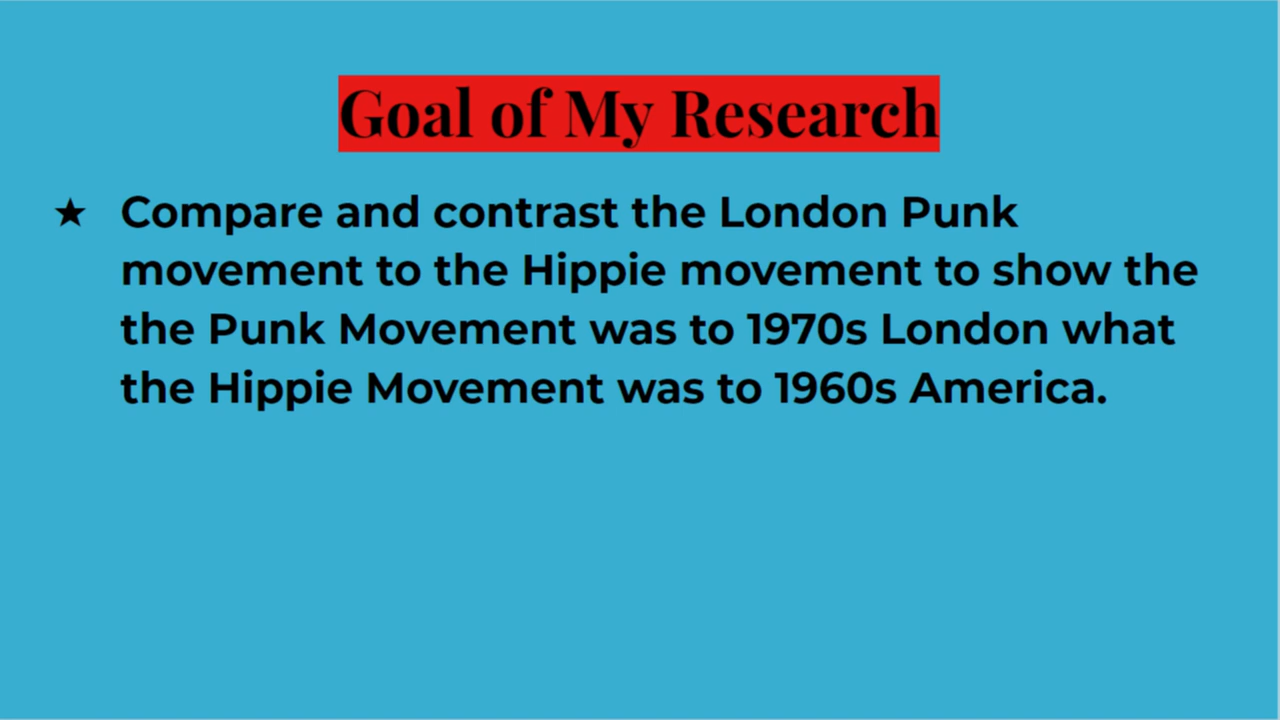 Goal of My Research
★ Compare and contrast the London Punk
movement to the Hippie movement to show the
the Punk Movement was to 1970s London what
the Hippie Movement was to 1960s America.